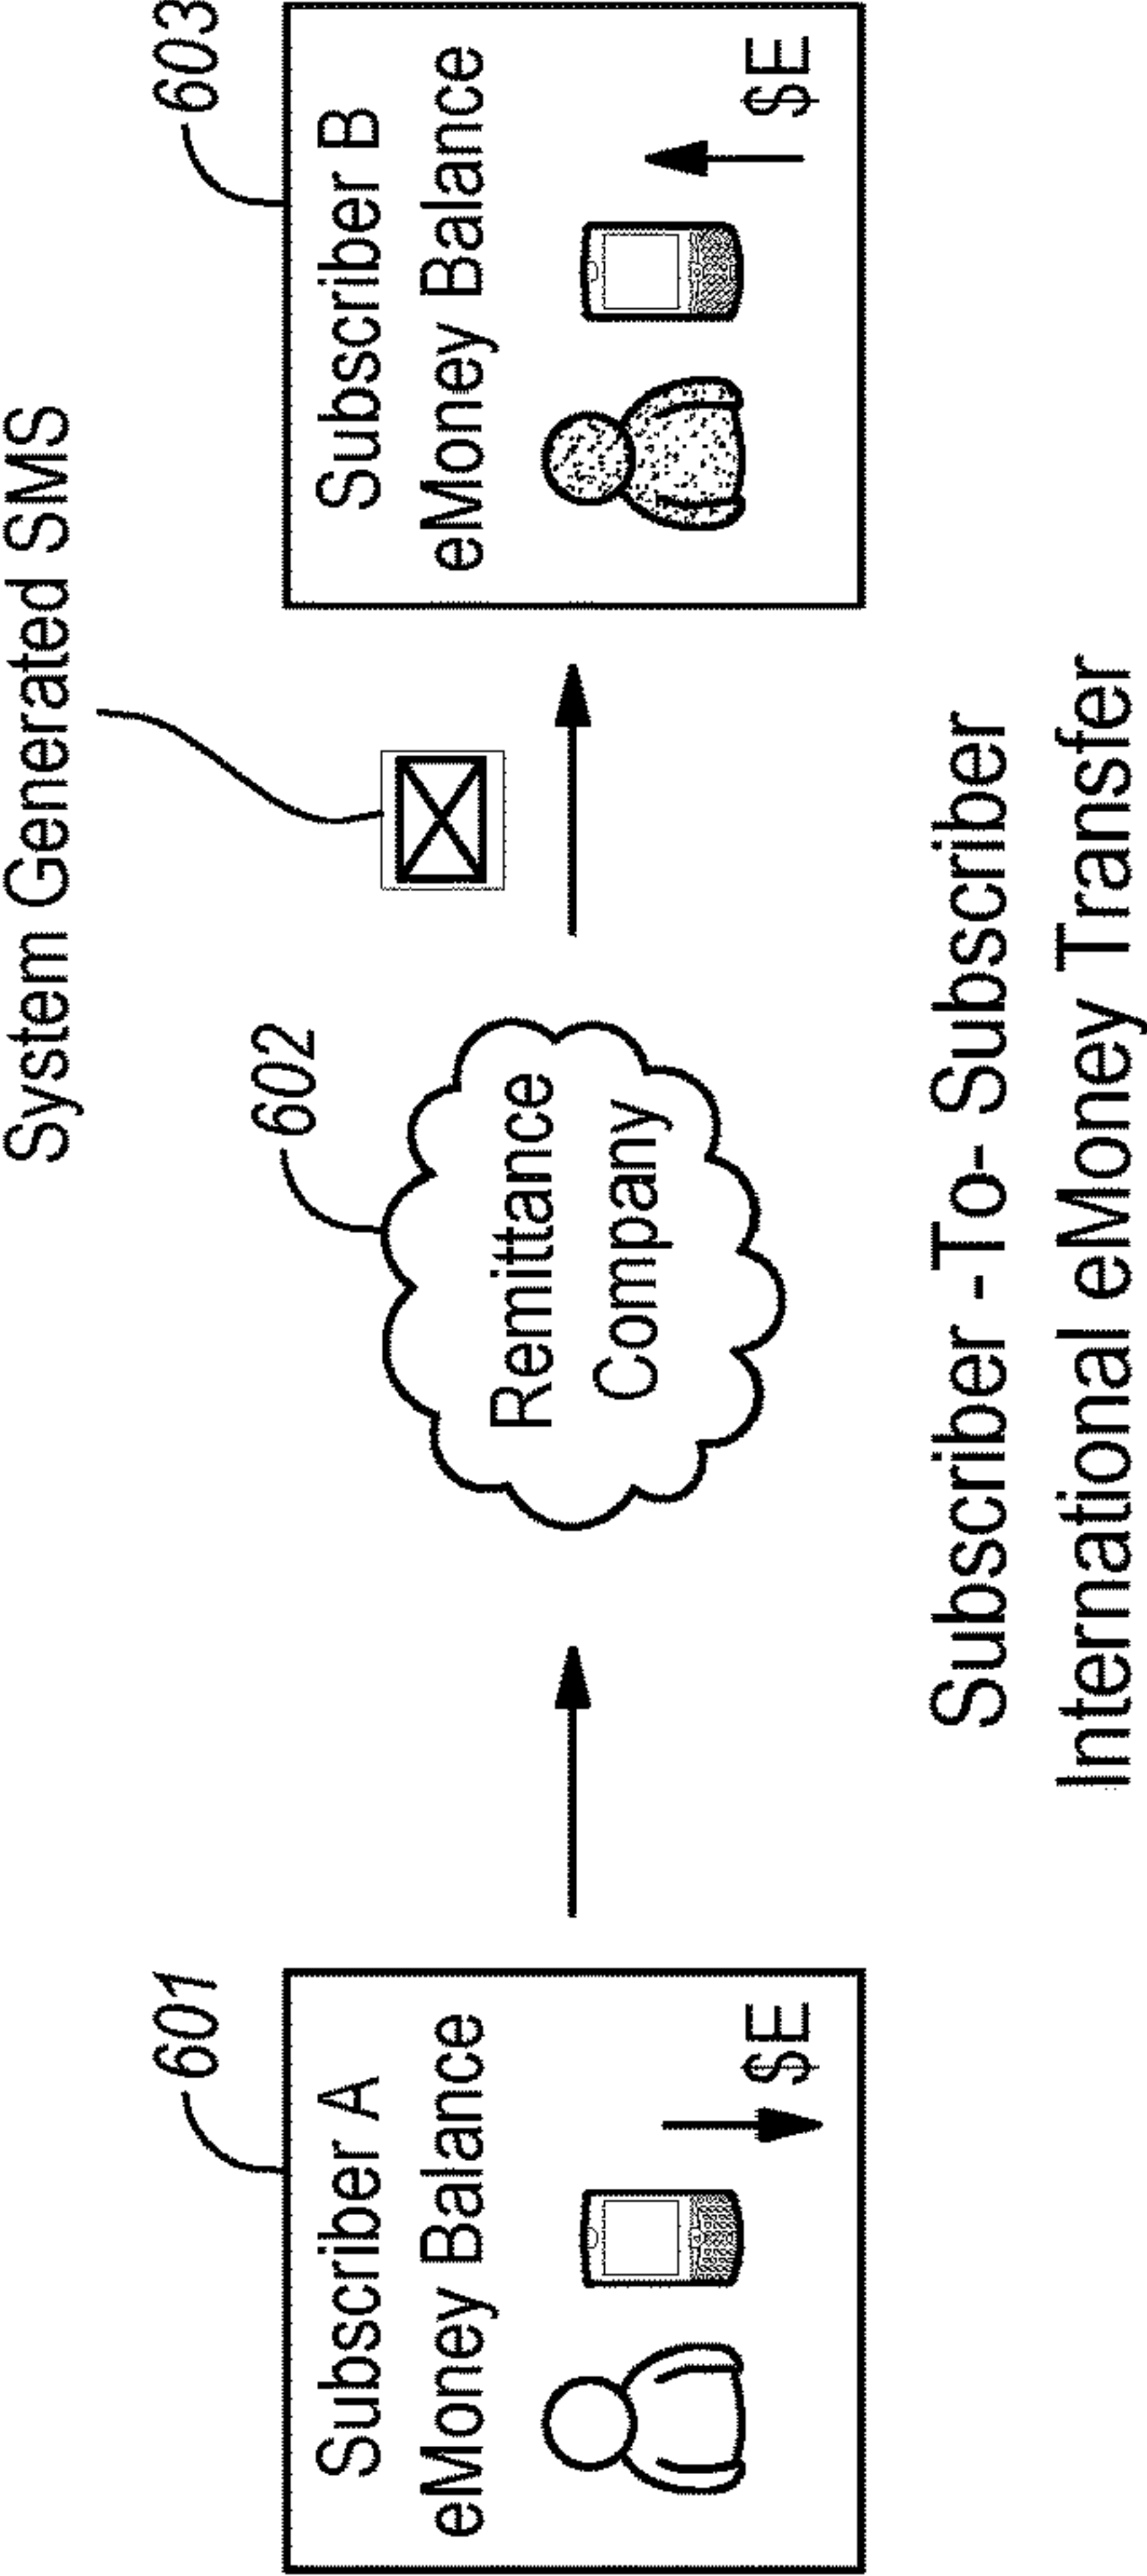 System Generated SMS
601
Subscriber A
eMoney Balance
$E
602
Remittance
Company
603
Subscriber B
eMoney Balance
$E
Subscriber -To- Subscriber
International eMoney Transfer